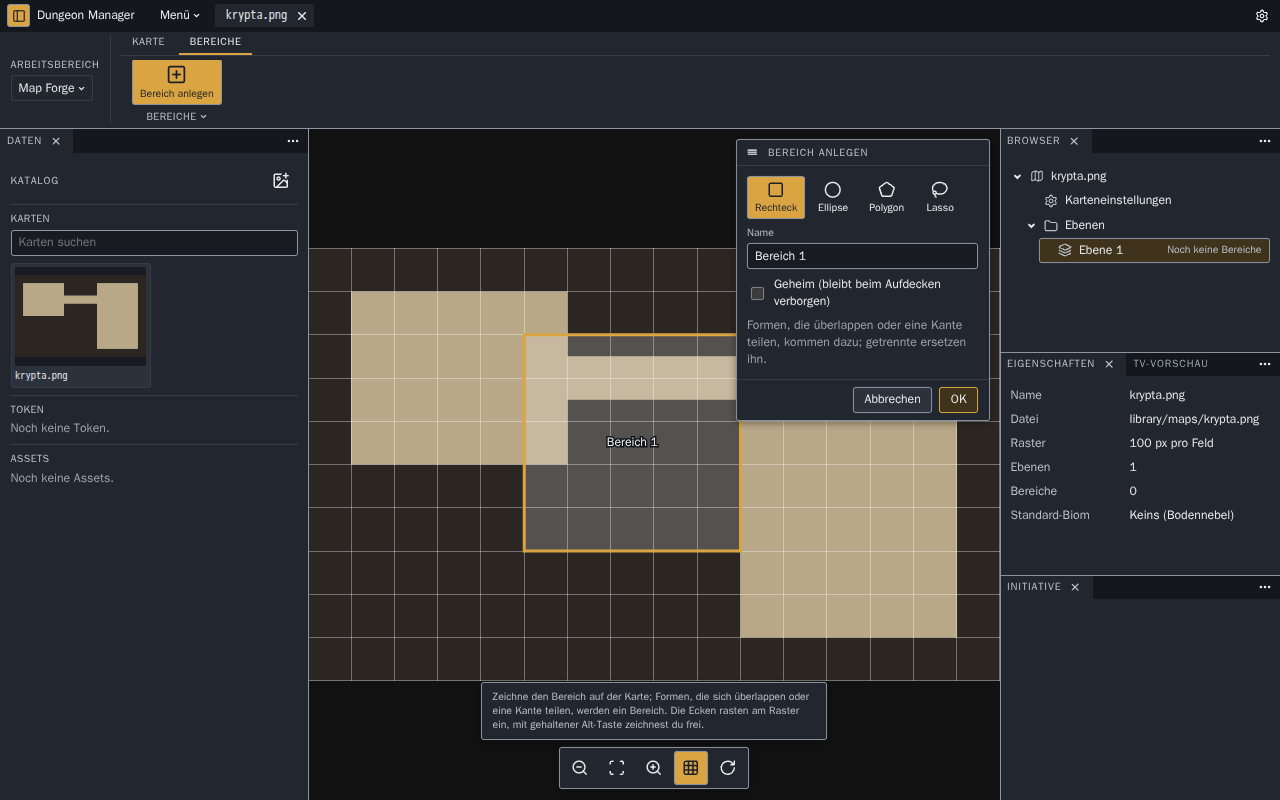 Dungeon Manager
Menü
krypta.png
KARTE
BEREICHE
ARBEITSBEREICH
Map Forge
Bereich anlegen
BEREICHE
DATEN
KATALOG
KARTEN
Karten suchen
krypta.png
TOKEN
Noch keine Token.
ASSETS
Noch keine Assets.
BEREICH ANLEGEN
Rechteck
Ellipse
Polygon
Lasso
Name
Bereich 1
Geheim (bleibt beim Aufdecken
verborgen)
Formen, die überlappen oder eine Kante
teilen, kommen dazu; getrennte ersetzen
ihn.
Abbrechen
OK
Bereich 1
Zeichne den Bereich auf der Karte; Formen, die sich überlappen oder
eine Kante teilen, werden ein Bereich. Die Ecken rasten am Raster
ein, mit gehaltener Alt-Taste zeichnest du frei.
BROWSER
krypta.png
Karteneinstellungen
Ebenen
Ebene 1
Noch keine Bereiche
EIGENSCHAFTEN
TV-VORSCHAU
Name krypta.png
Datei library/maps/krypta.png
Raster 100 px pro Feld
Ebenen 1
Bereiche 0
Standard-Biom Keins (Bodennebel)
INITIATIVE